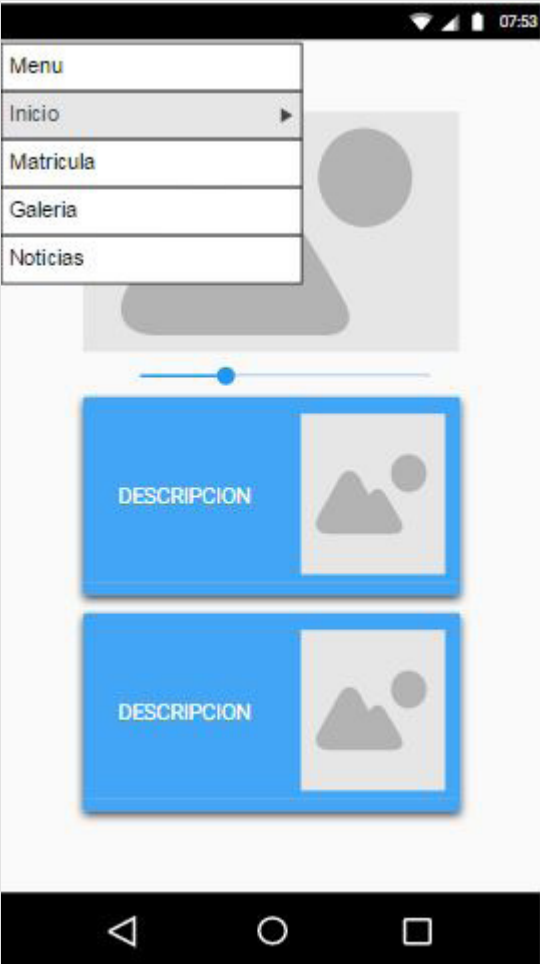 07:53
Menu
Inicio
Matricula
Galeria
Noticias
DESCRIPCION
DESCRIPCION